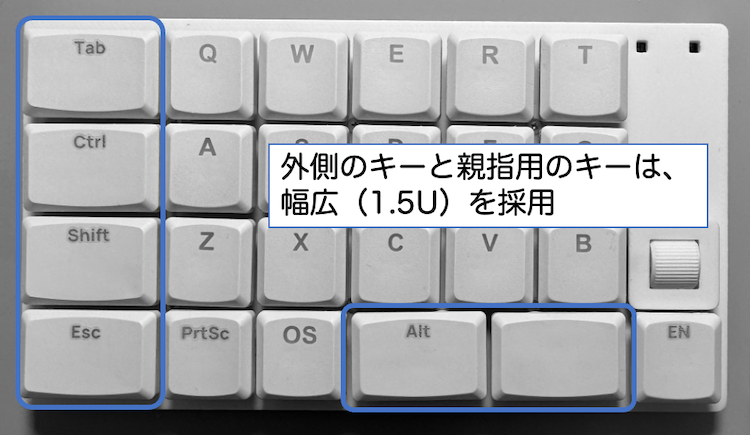 Tab Q W E R T
Ctrl A
外側のキーと親指用のキーは、
幅広（1.5U）を採用
Shift Z X C V B
Esc PrtSc OS Alt EN